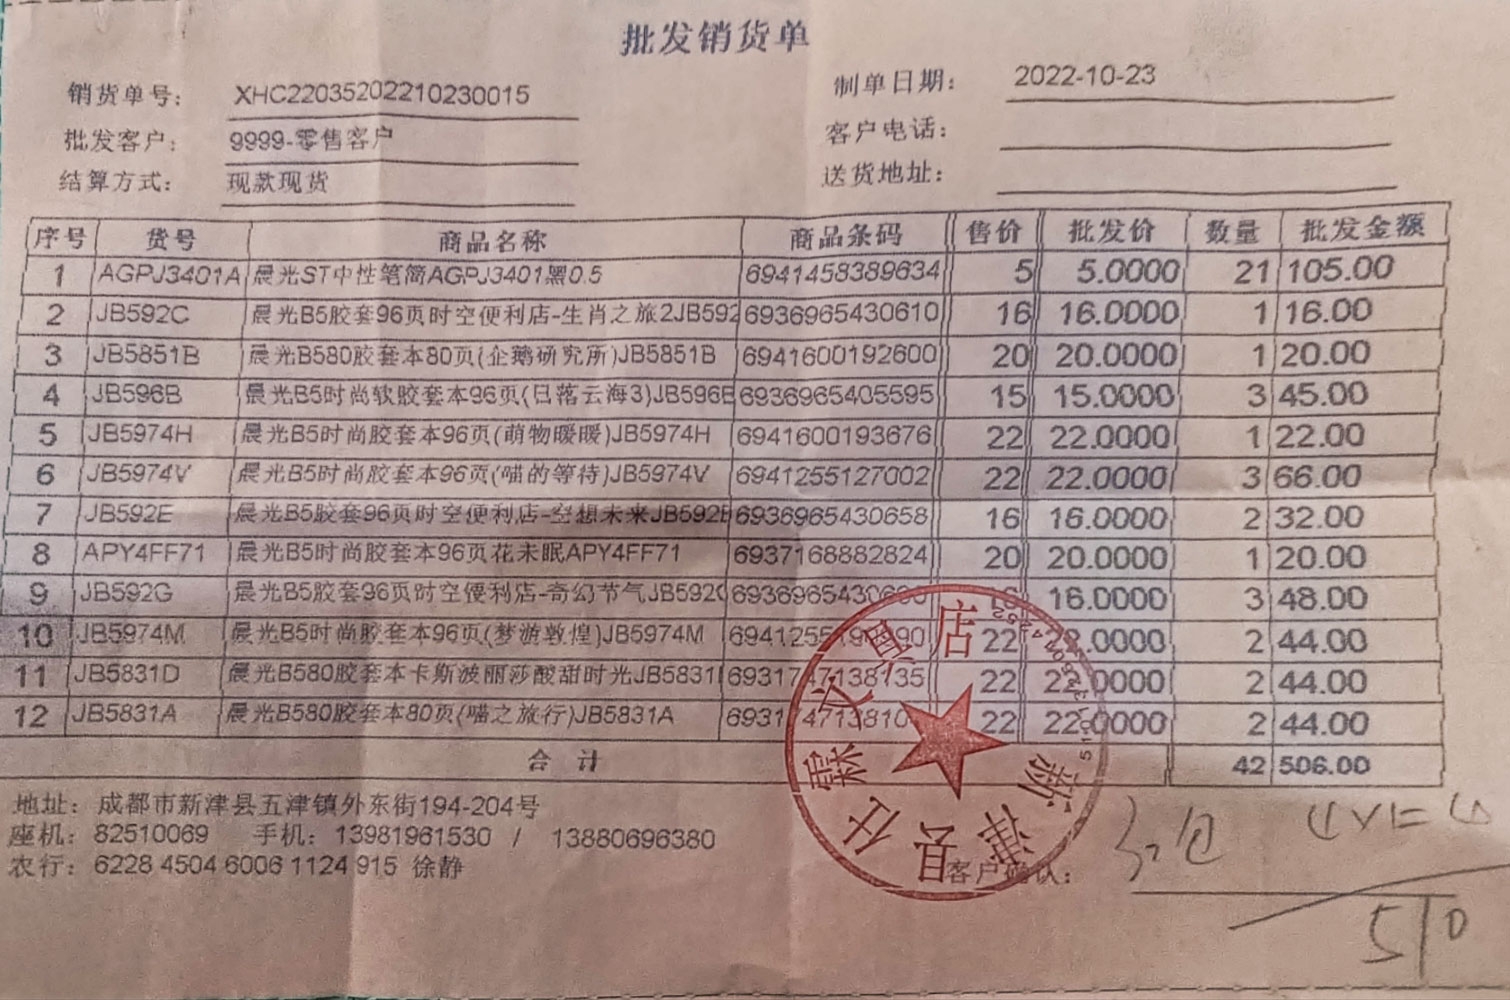 批发销货单
销货单号： XHC22035202210230015 制单日期： 2022-10-23
批发客户： 9999-零售客户 客户电话：
结算方式： 现款现货 送货地址：
序号 货号 商品名称 商品条码 售价 批发价 数量 批发金额
1 AGPJ3401A 晨光ST中性笔筒AGPJ3401黑0.5 6941458389634 5 5.0000 21 105.00
2 JB592C 晨光B5胶套96页时空便利店-生肖之旅2JB592 6936965430610 16 16.0000 1 16.00
3 JB5851B 晨光B580胶套本80页(企鹅研究所)JB5851B 6941600192600 20 20.0000 1 20.00
4 JB596B 晨光B5时尚软胶套本96页(日落云海3)JB596B 6936965405595 15 15.0000 3 45.00
5 JB5974H 晨光B5时尚胶套本96页(萌物暖暖)JB5974H 6941600193676 22 22.0000 1 22.00
6 JB5974V 晨光B5时尚胶套本96页(喵的等待)JB5974V 6941255127002 22 22.0000 3 66.00
7 JB592E 晨光B5胶套96页时空便利店-空想未来JB592E 6936965430658 16 16.0000 2 32.00
8 APY4FF71 晨光B5时尚胶套本96页花未眠APY4FF71 6937168882824 20 20.0000 1 20.00
9 JB592G 晨光B5胶套96页时空便利店-奇幻节气JB592G 16.0000 3 48.00
10 JB5974M 晨光B5时尚胶套本96页(梦游敦煌)JB5974M 22 22.0000 2 44.00
11 JB5831D 晨光B580胶套本卡斯波丽莎酸甜时光JB5831 6931747138135 22 22.0000 2 44.00
12 JB5831A 晨光B580胶套本80页(喵之旅行)JB5831A 22 22.0000 2 44.00
合 计 42 506.00
地址： 成都市新津县五津镇外东街194-204号
座机： 82510069 手机： 13981961530 / 13880696380
农行： 6228 4504 6006 1124 915 徐静
客户确认：
新津县仕霖文具店
510